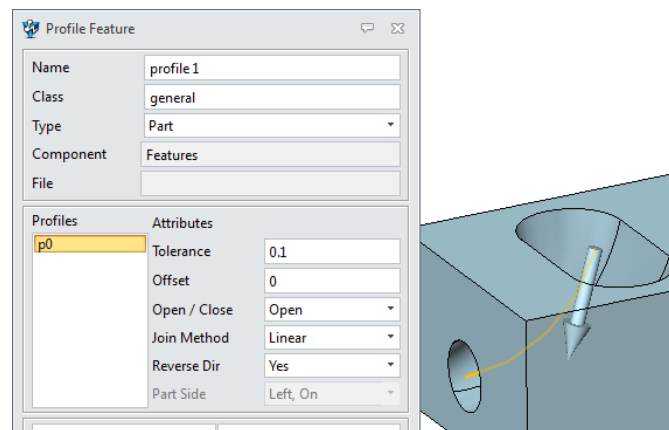 Profile Feature
Name profile 1
Class general
Type Part
Component Features
File
Profiles Attributes
p0
Tolerance 0.1
Offset 0
Open / Close Open
Join Method Linear
Reverse Dir Yes
Part Side Left, On